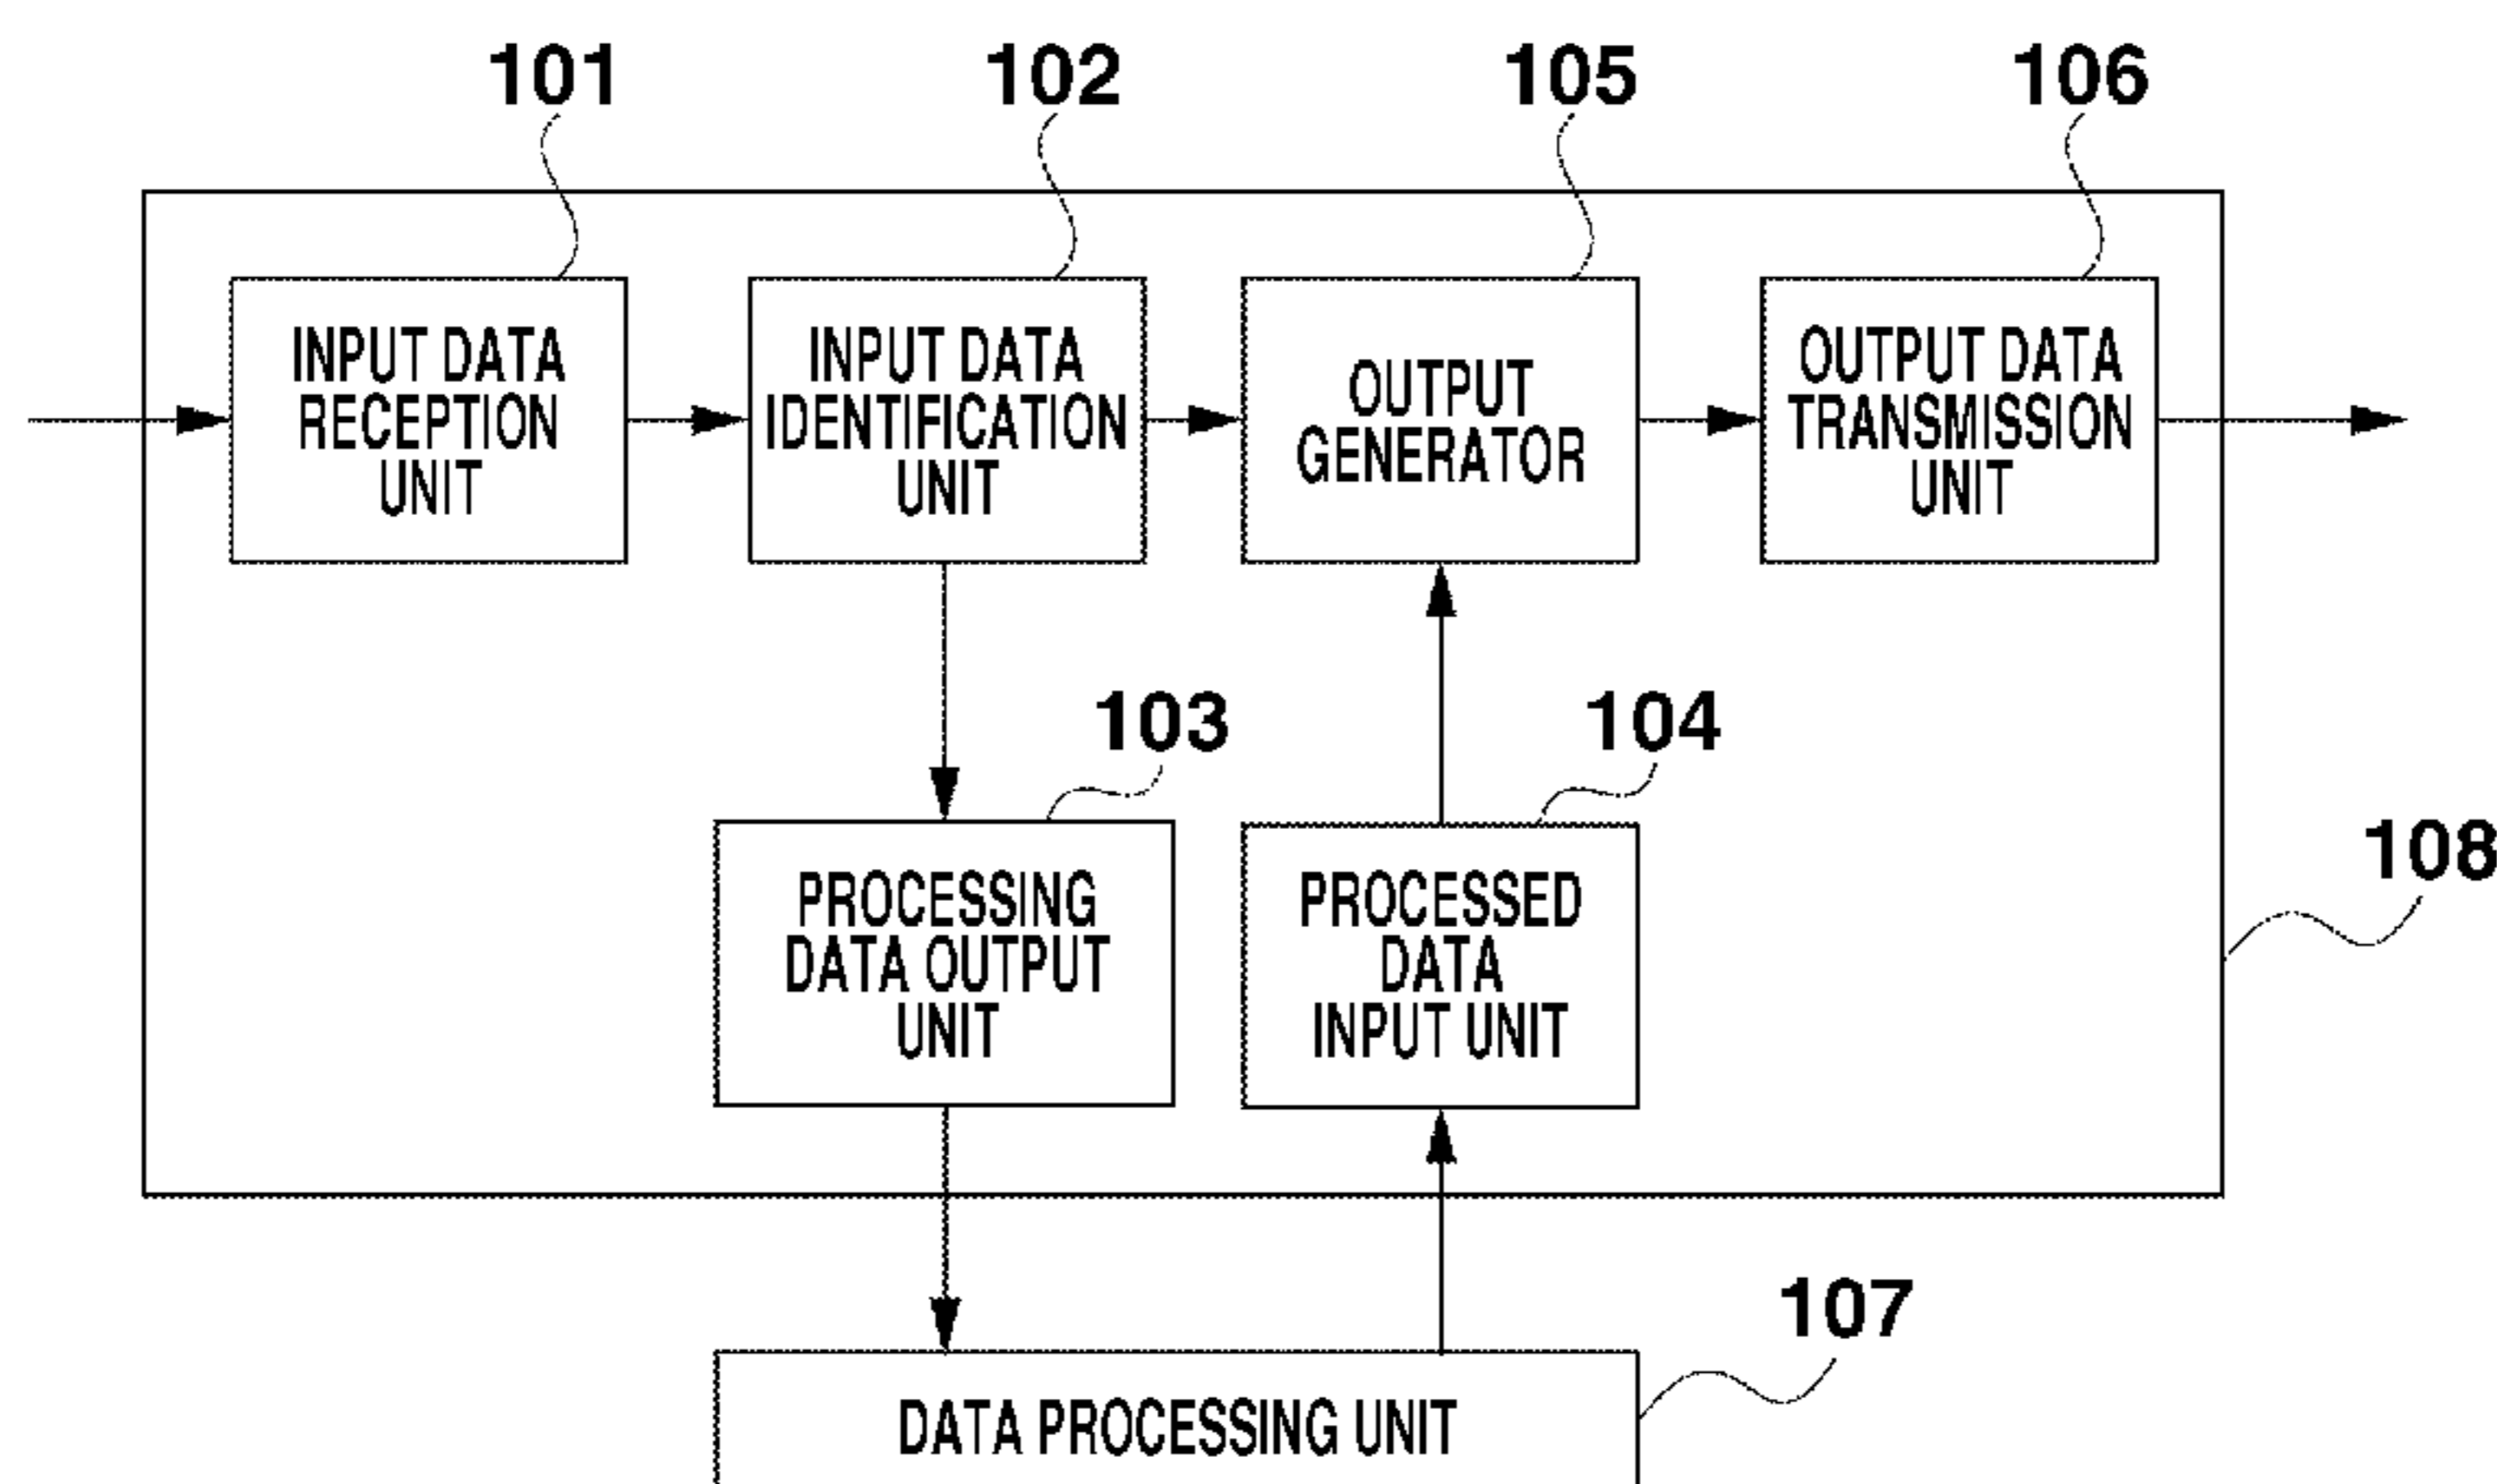 101
102
105
106
INPUT DATA
RECEPTION
UNIT
INPUT DATA
IDENTIFICATION
UNIT
OUTPUT
GENERATOR
OUTPUT DATA
TRANSMISSION
UNIT
103
104
108
PROCESSING
DATA OUTPUT
UNIT
PROCESSED
DATA
INPUT UNIT
107
DATA PROCESSING UNIT